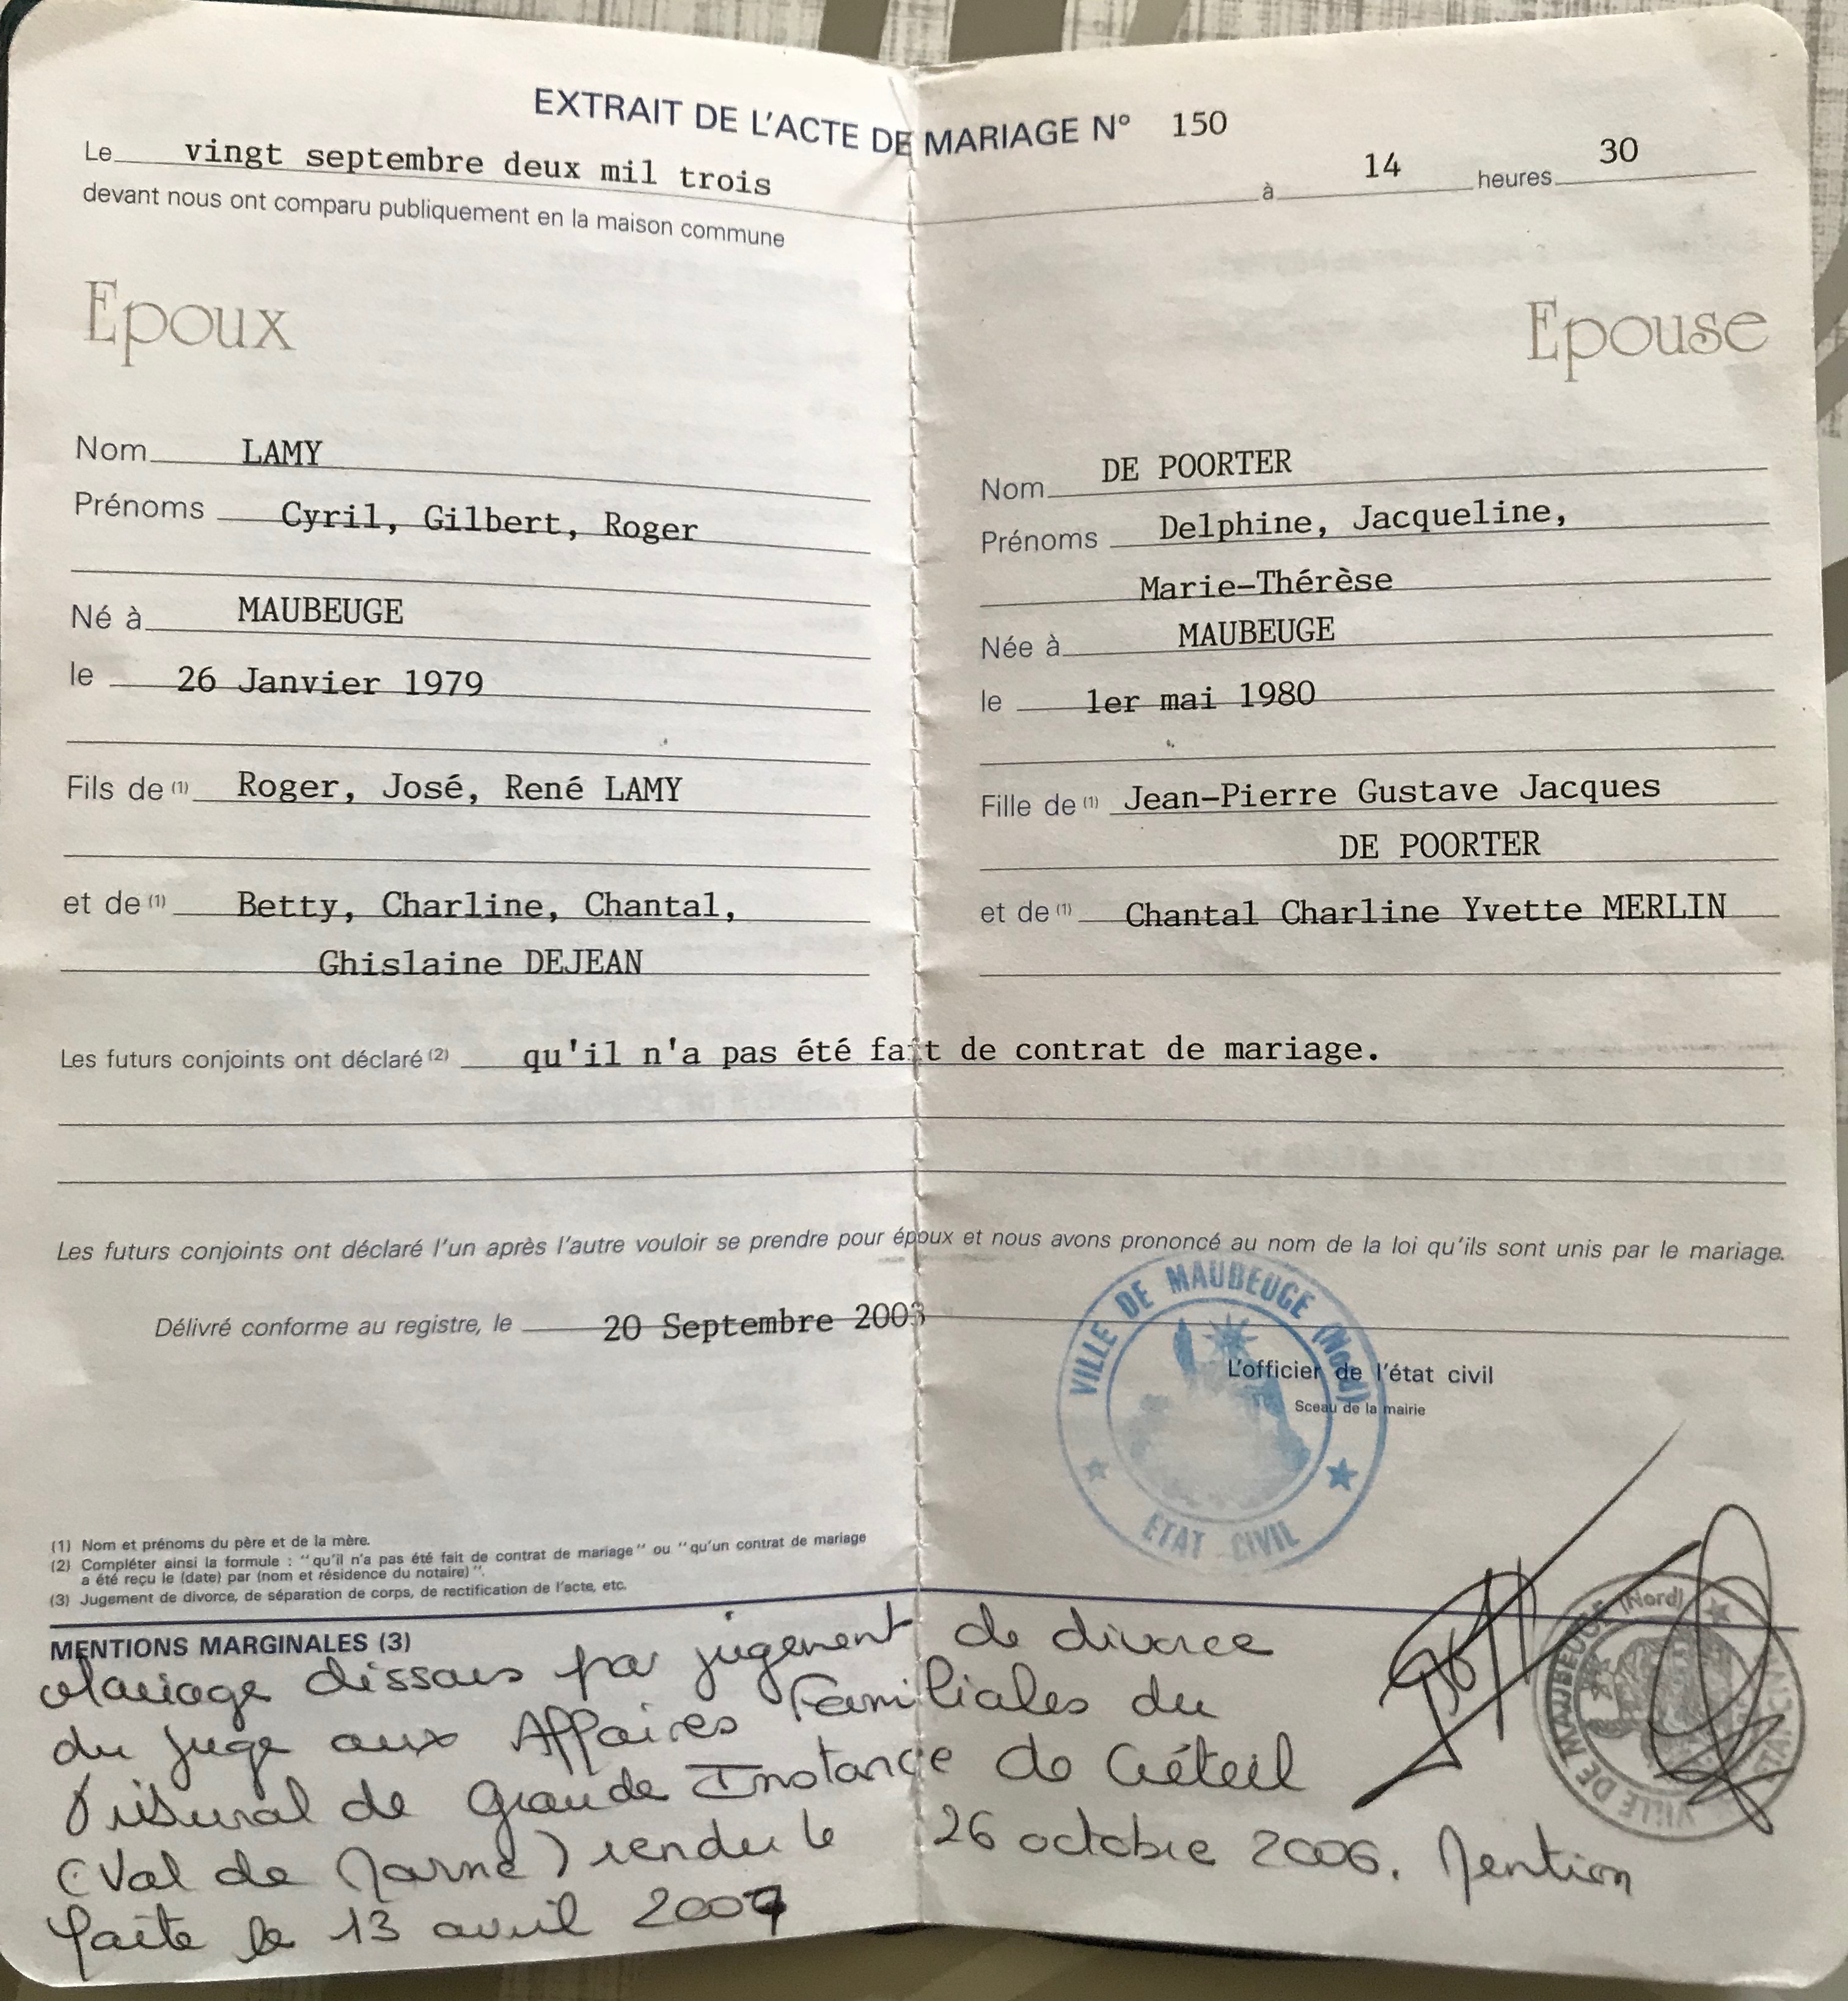 EXTRAIT DE L'ACTE DE MARIAGE N° 150
Le vingt septembre deux mil trois à 14 heures 30
devant nous ont comparu publiquement en la maison commune
Epoux
Nom LAMY
Prénoms Cyril, Gilbert, Roger
Né à MAUBEUGE
le 26 Janvier 1979
Fils de (1) Roger, José, René LAMY
et de (1) Betty, Charline, Chantal,
Ghislaine DEJEAN
Epouse
Nom DE POORTER
Prénoms Delphine, Jacqueline,
Marie-Thérèse
Née à MAUBEUGE
le 1er mai 1980
Fille de (1) Jean-Pierre Gustave Jacques
DE POORTER
et de (1) Chantal Charline Yvette MERLIN
Les futurs conjoints ont déclaré (2) qu'il n'a pas été fait de contrat de mariage.
Les futurs conjoints ont déclaré l'un après l'autre vouloir se prendre pour époux et nous avons prononcé au nom de la loi qu'ils sont unis par le mariage.
Délivré conforme au registre, le 20 Septembre 2003
L'officier de l'état civil
Sceau de la mairie
VILLE DE MAUBEUGE (Nord)
ETAT CIVIL
(1) Nom et prénoms du père et de la mère.
(2) Compléter ainsi la formule : "qu'il n'a pas été fait de contrat de mariage" ou "qu'un contrat de mariage
a été reçu le (date) par (nom et résidence du notaire)".
(3) Jugement de divorce, de séparation de corps, de rectification de l'acte, etc.
MENTIONS MARGINALES (3)
Mariage dissous par jugement de divorce
du Juge aux Affaires Familiales du
Tribunal de Grande Instance de Créteil
(Val de Marne) rendu le 26 octobre 2006. Mention
faite le 13 avril 2007
VILLE DE MAUBEUGE (Nord)
ETAT CIVIL